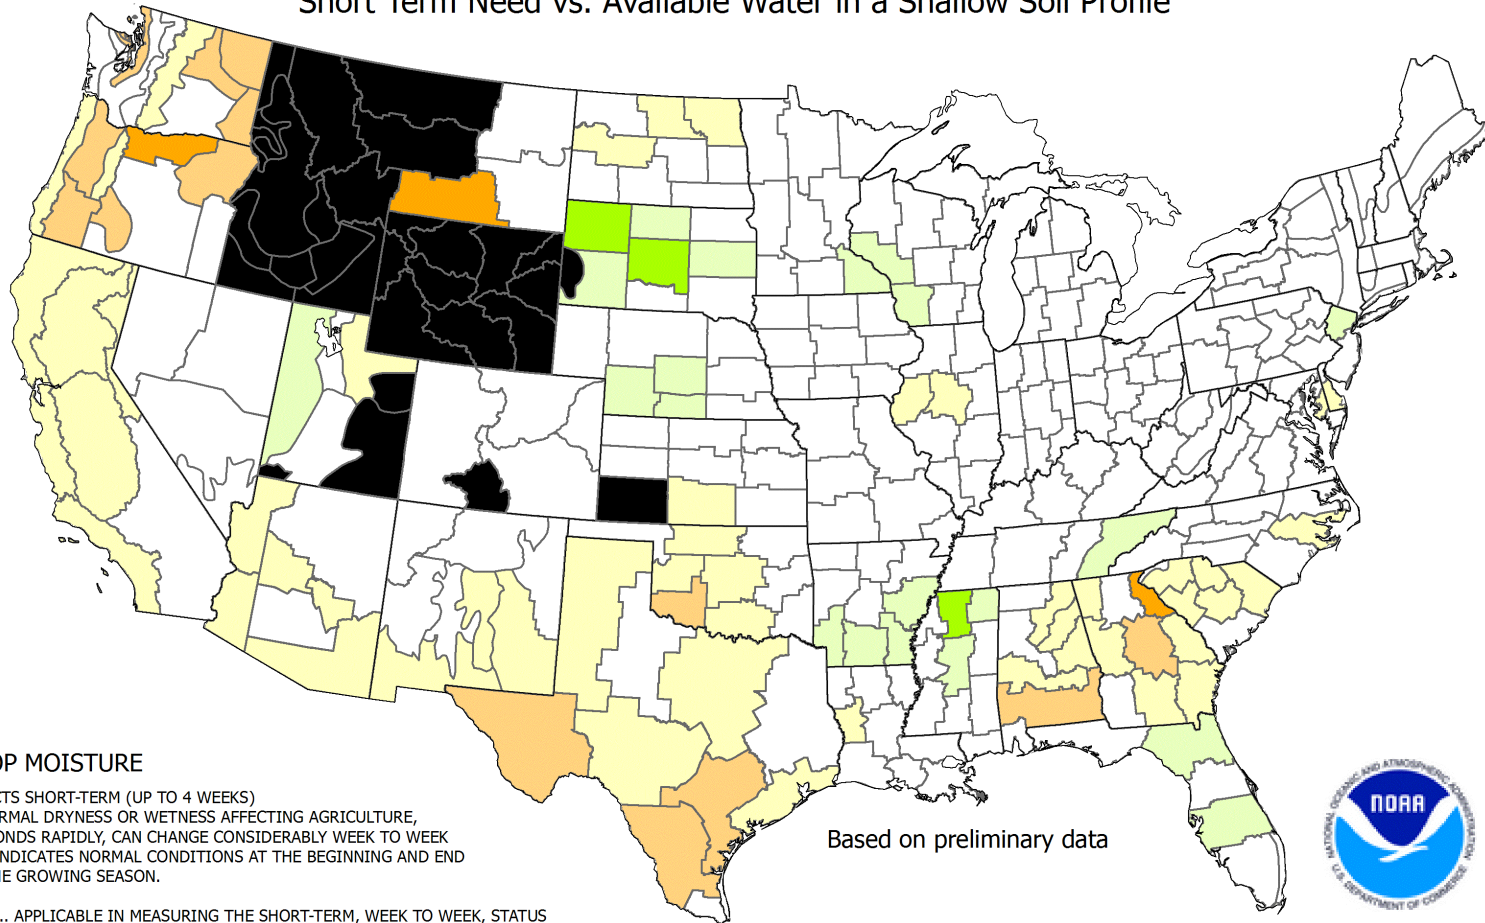 Short Term Need vs. Available Water in a Shallow Soil Profile
OP MOISTURE
CTS SHORT-TERM (UP TO 4 WEEKS)
RMAL DRYNESS OR WETNESS AFFECTING AGRICULTURE,
ONDS RAPIDLY, CAN CHANGE CONSIDERABLY WEEK TO WEEK
NDICATES NORMAL CONDITIONS AT THE BEGINNING AND END
E GROWING SEASON.
.. APPLICABLE IN MEASURING THE SHORT-TERM, WEEK TO WEEK, STATUS
Based on preliminary data
NATIONAL OCEANIC AND ATMOSPHERIC ADMINISTRATION
NOAA
U.S. DEPARTMENT OF COMMERCE